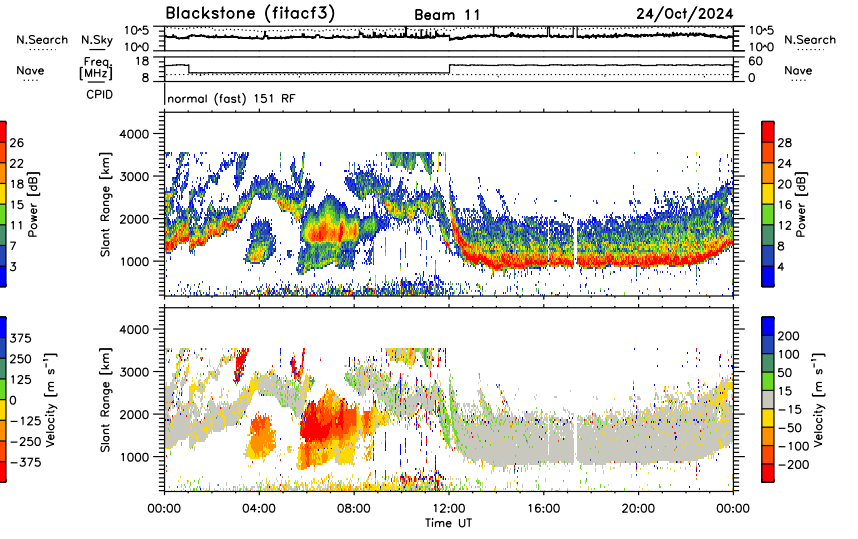 Blackstone (fitacf3) Beam 11 24/Oct/2024
N.Search N.Sky 10^5 10^0 10^5 10^0 N.Search
Nave Freq. [MHz] 18 8 60 0 Nave
CPID normal (fast) 151 RF
26 22 18 15 11 7 3
Power [dB]
4000 3000 2000 1000
Slant Range [km]
28 24 20 16 12 8 4
Power [dB]
375 250 125 0 -125 -250 -375
Velocity [m s⁻¹]
4000 3000 2000 1000
Slant Range [km]
200 100 50 15 -15 -50 -100 -200
Velocity [m s⁻¹]
00:00 04:00 08:00 12:00 16:00 20:00 00:00
Time UT